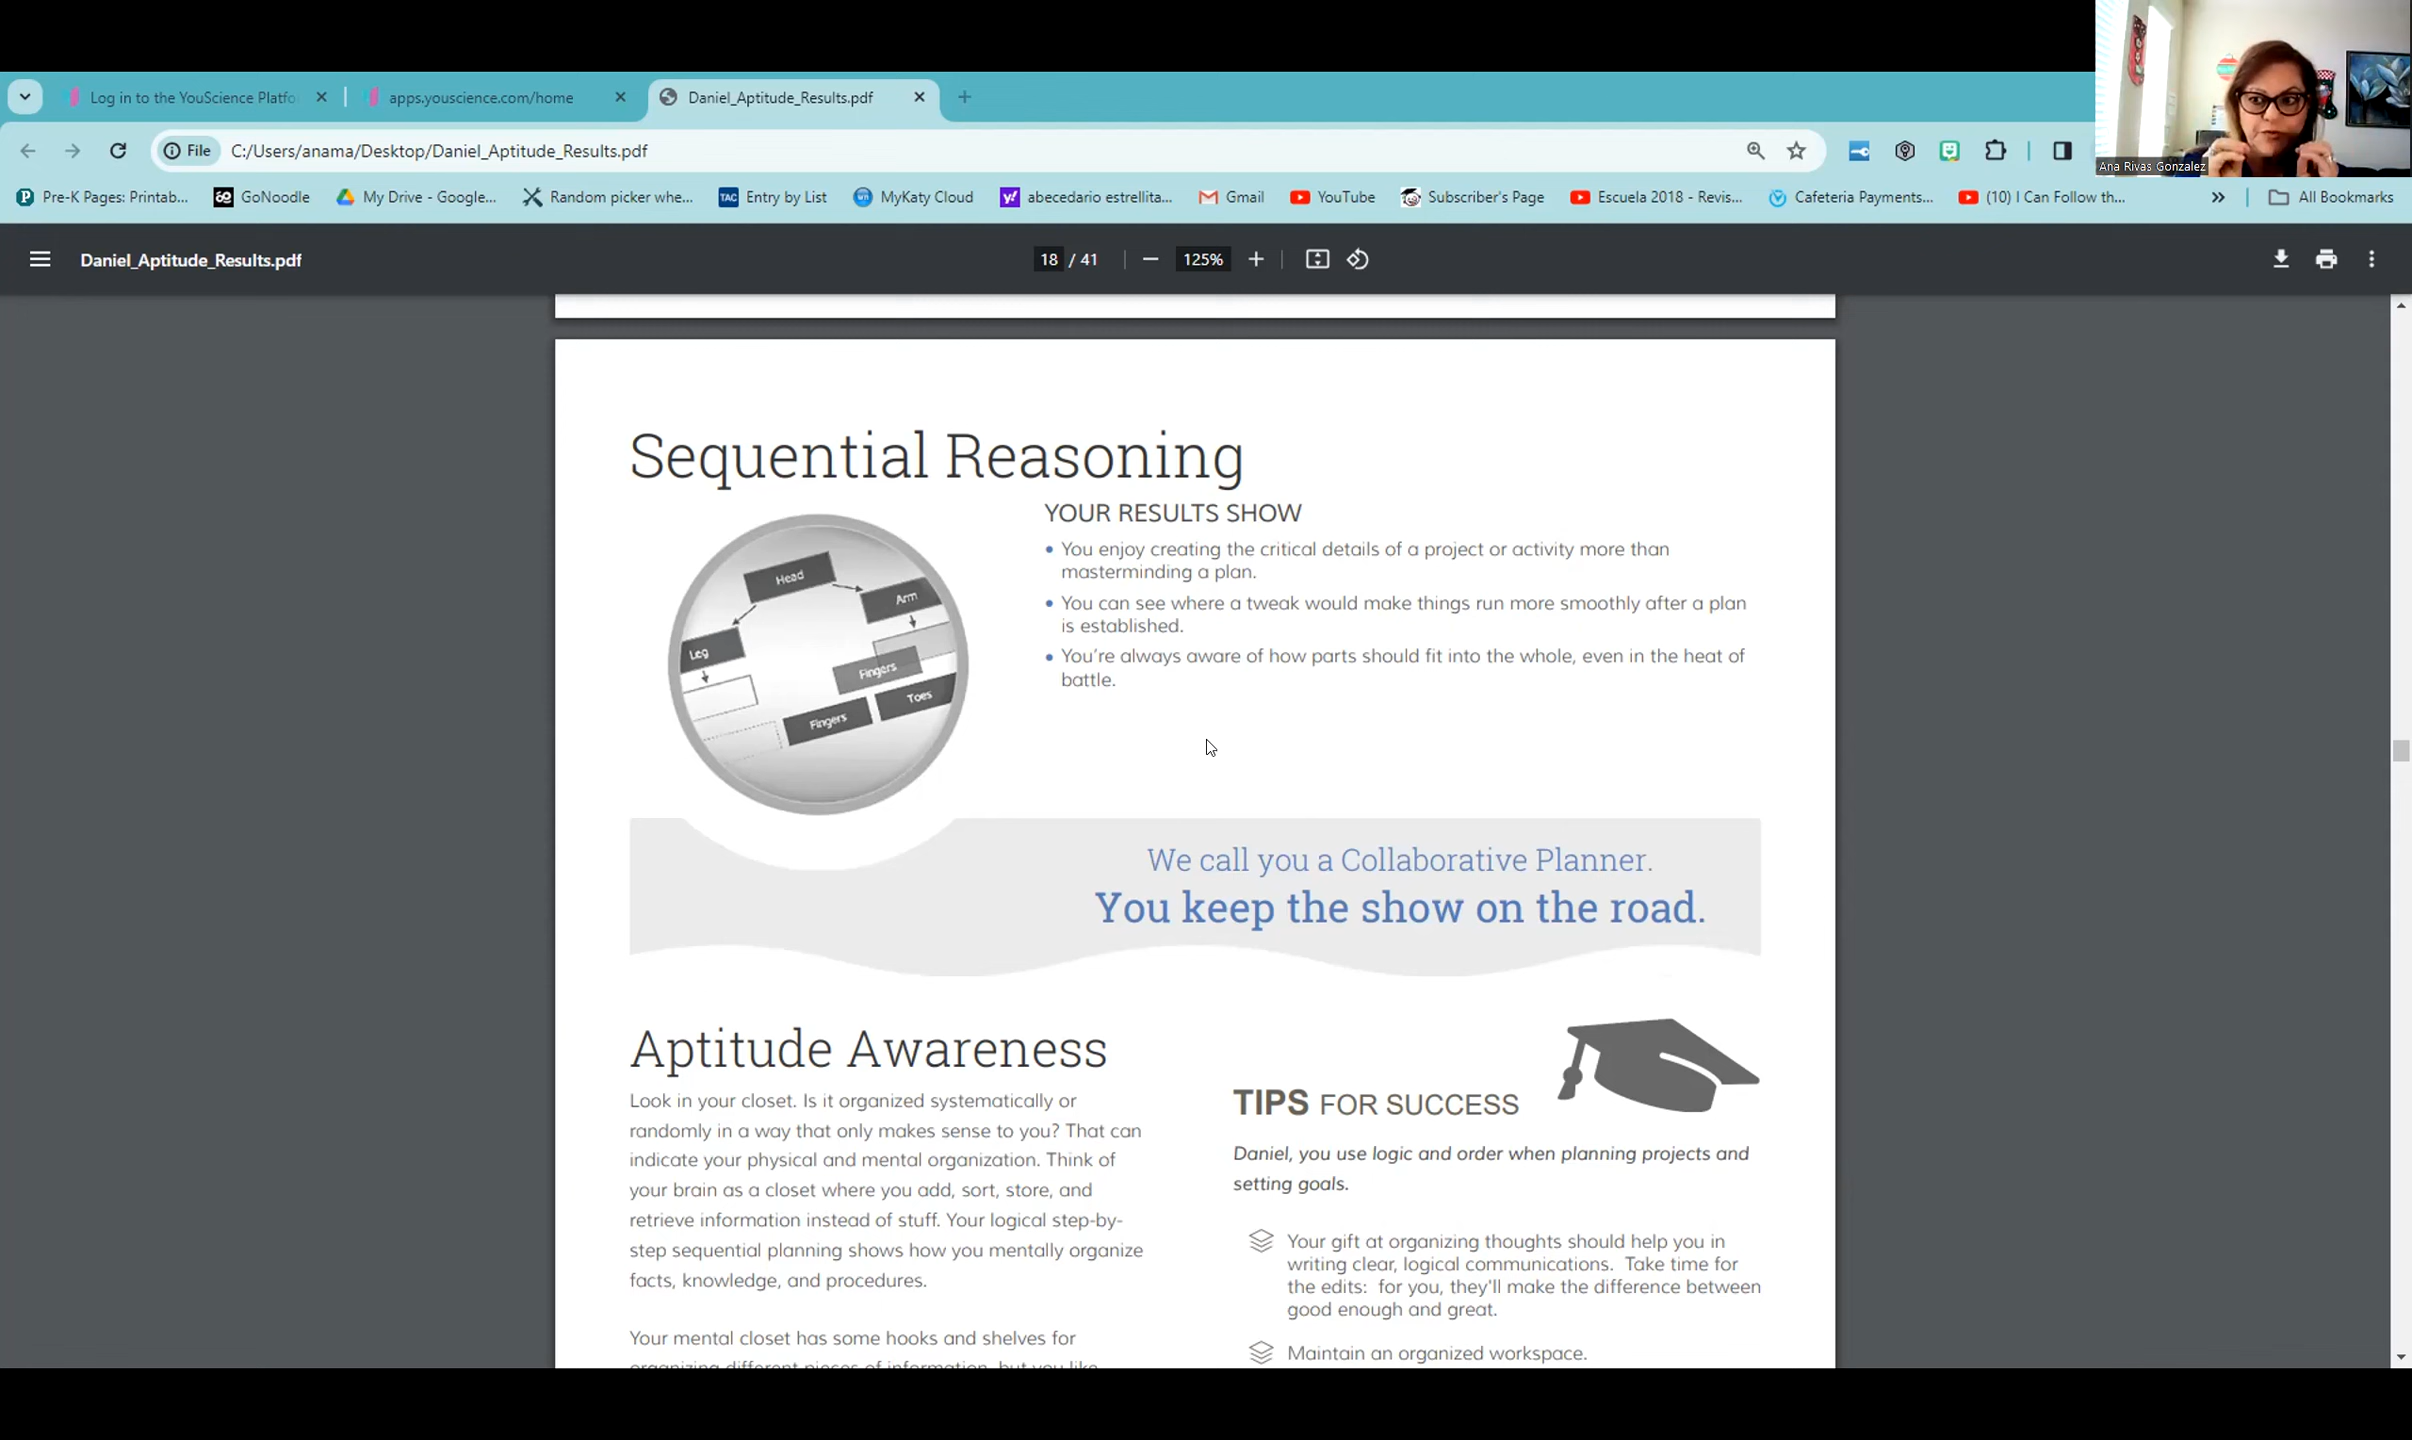 Log in to the YouScience Platfo
apps.youscience.com/home
Daniel_Aptitude_Results.pdf
File
C:/Users/anama/Desktop/Daniel_Aptitude_Results.pdf
Pre-K Pages: Printab...
GoNoodle
My Drive - Google...
Random picker whe...
TAC
Entry by List
MyKaty Cloud
abecedario estrellita...
Gmail
YouTube
Subscriber's Page
Escuela 2018 - Revis...
Cafeteria Payments...
(10) I Can Follow th...
All Bookmarks
Ana Rivas Gonzalez
Daniel_Aptitude_Results.pdf
18 / 41
125%
Sequential Reasoning
Head
Arm
Leg
Fingers
Toes
Fingers
YOUR RESULTS SHOW
• You enjoy creating the critical details of a project or activity more than
masterminding a plan.
• You can see where a tweak would make things run more smoothly after a plan
is established.
• You're always aware of how parts should fit into the whole, even in the heat of
battle.
We call you a Collaborative Planner.
You keep the show on the road.
Aptitude Awareness
Look in your closet. Is it organized systematically or
randomly in a way that only makes sense to you? That can
indicate your physical and mental organization. Think of
your brain as a closet where you add, sort, store, and
retrieve information instead of stuff. Your logical step-by-
step sequential planning shows how you mentally organize
facts, knowledge, and procedures.
Your mental closet has some hooks and shelves for
organizing different pieces of information, but you like
TIPS FOR SUCCESS
Daniel, you use logic and order when planning projects and
setting goals.
Your gift at organizing thoughts should help you in
writing clear, logical communications. Take time for
the edits: for you, they'll make the difference between
good enough and great.
Maintain an organized workspace.